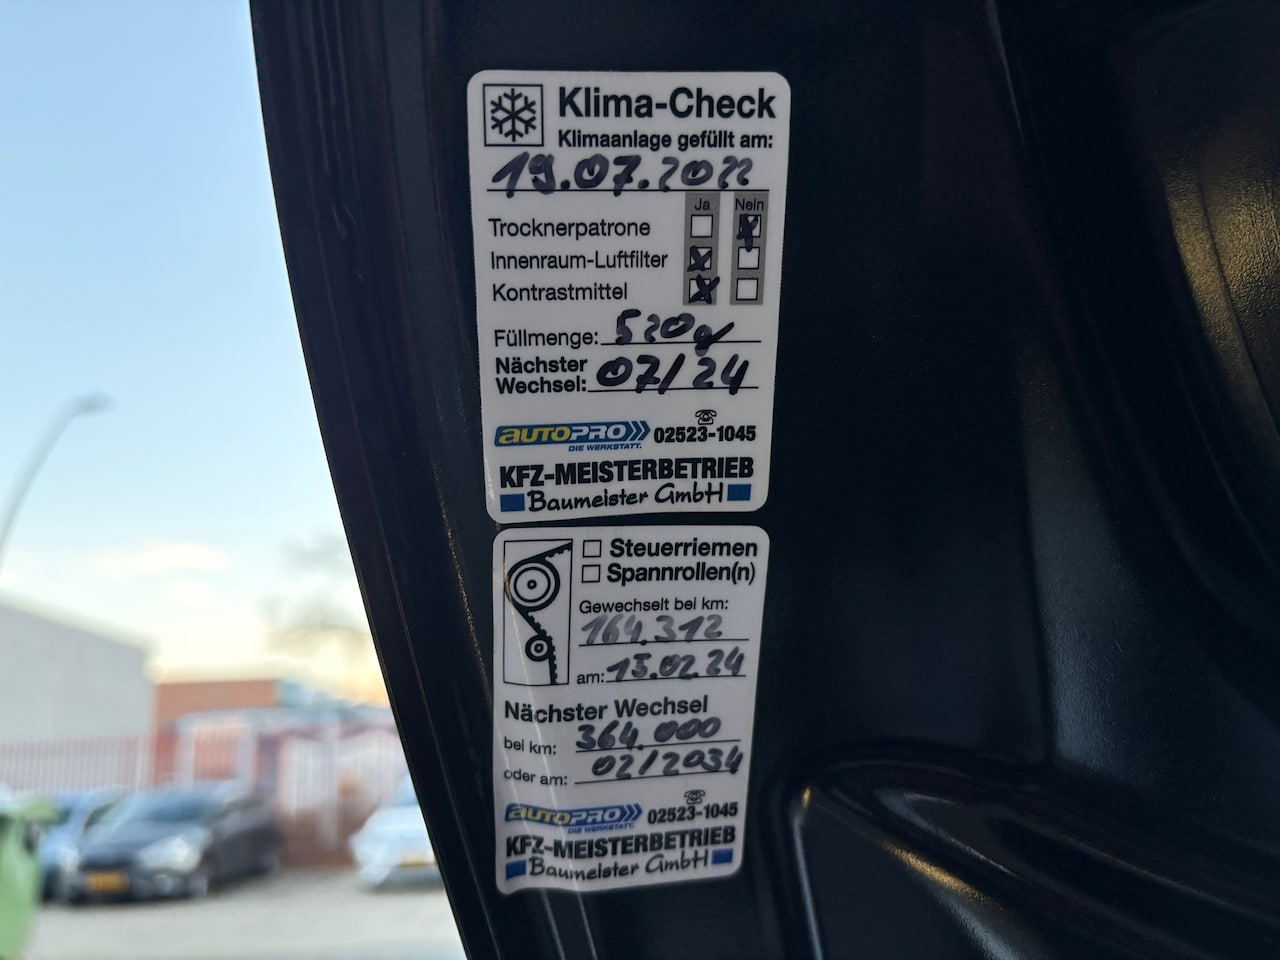 Klima-Check
Klimaanlage gefüllt am:
19.07.2022
Ja Nein
Trocknerpatrone
Innenraum-Luftfilter
Kontrastmittel
Füllmenge: 520g
Nächster
Wechsel: 07/24
AUTOPRO 02523-1045
DIE WERKSTATT.
KFZ-MEISTERBETRIEB
Baumeister GmbH
Steuerriemen
Spannrollen(n)
Gewechselt bei km:
164.312
am: 15.02.24
Nächster Wechsel
bei km: 364.000
oder am: 02/2034
AUTOPRO 02523-1045
DIE WERKSTATT.
KFZ-MEISTERBETRIEB
Baumeister GmbH